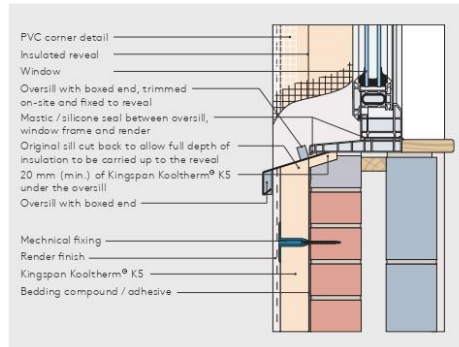 PVC corner detail
Insulated reveal
Window
Oversill with boxed end, trimmed
on-site and fixed to reveal
Mastic / silicone seal between oversill,
window frame and render
Original sill cut back to allow full depth of
insulation to be carried up to the reveal
20 mm (min.) of Kingspan Kooltherm® K5
under the oversill
Oversill with boxed end
Mechnical fixing
Render finish
Kingspan Kooltherm® K5
Bedding compound / adhesive